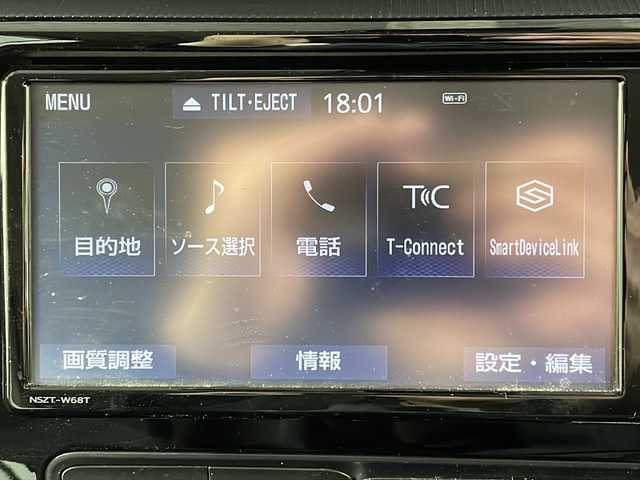 MENU
TILT·EJECT
18:01
Wi-Fi
T C
目的地
ソース選択
電話
T-Connect
SmartDeviceLink
画質調整
情報
設定・編集
NSZT-W68T